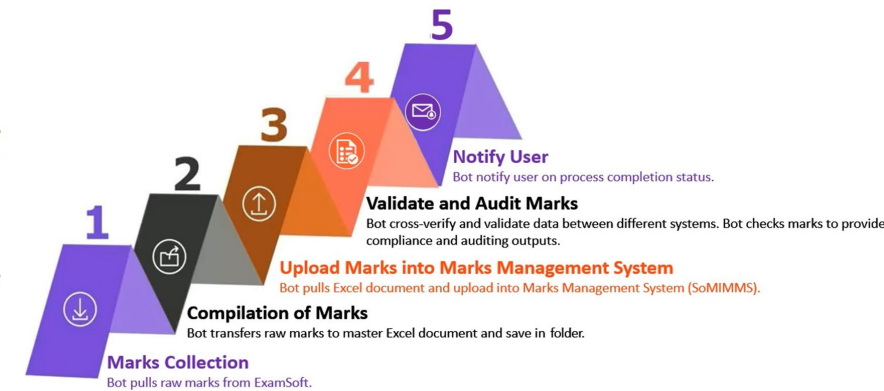 5
4
3
2
1
Notify User
Bot notify user on process completion status.
Validate and Audit Marks
Bot cross-verify and validate data between different systems. Bot checks marks to provide
compliance and auditing outputs.
Upload Marks into Marks Management System
Bot pulls Excel document and upload into Marks Management System (SoMIMMS).
Compilation of Marks
Bot transfers raw marks to master Excel document and save in folder.
Marks Collection
Bot pulls raw marks from ExamSoft.